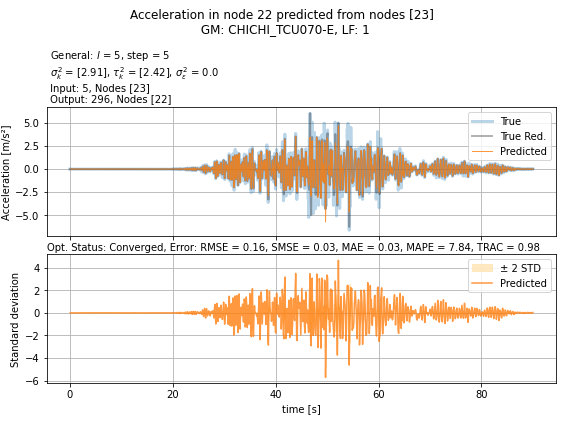 Acceleration in node 22 predicted from nodes [23]
GM: CHICHI_TCU070-E, LF: 1
General: l = 5, step = 5
σ²ₖ = [2.91], τ²ₖ = [2.42], σ²_ε = 0.0
Input: 5, Nodes [23]
Output: 296, Nodes [22]
Acceleration [m/s²]
5.0
2.5
0.0
−2.5
−5.0
True
True Red.
Predicted
Opt. Status: Converged, Error: RMSE = 0.16, SMSE = 0.03, MAE = 0.03, MAPE = 7.84, TRAC = 0.98
Standard deviation
4
2
0
−2
−4
−6
± 2 STD
Predicted
0
20
40
60
80
time [s]